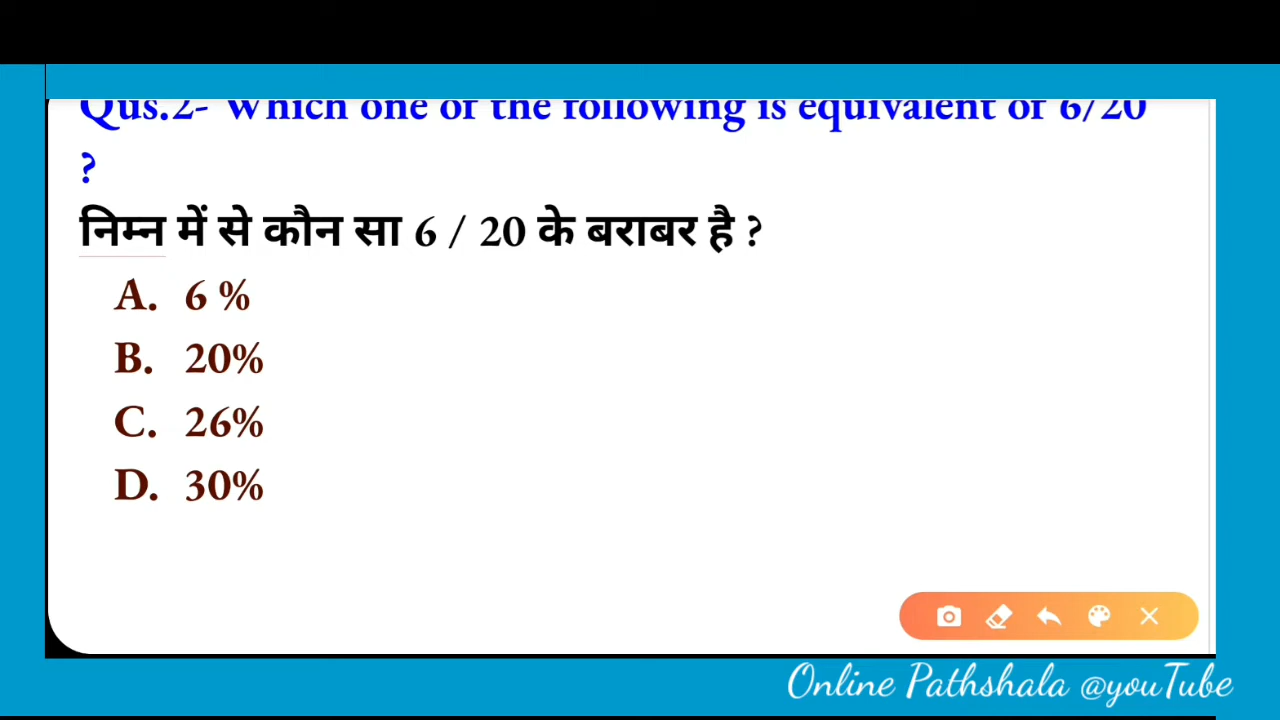 Qus.2- Which one of the following is equivalent of 6/20
?
निम्न में से कौन सा 6 / 20 के बराबर है ?
A. 6 %
B. 20%
C. 26%
D. 30%
Online Pathshala @youTube